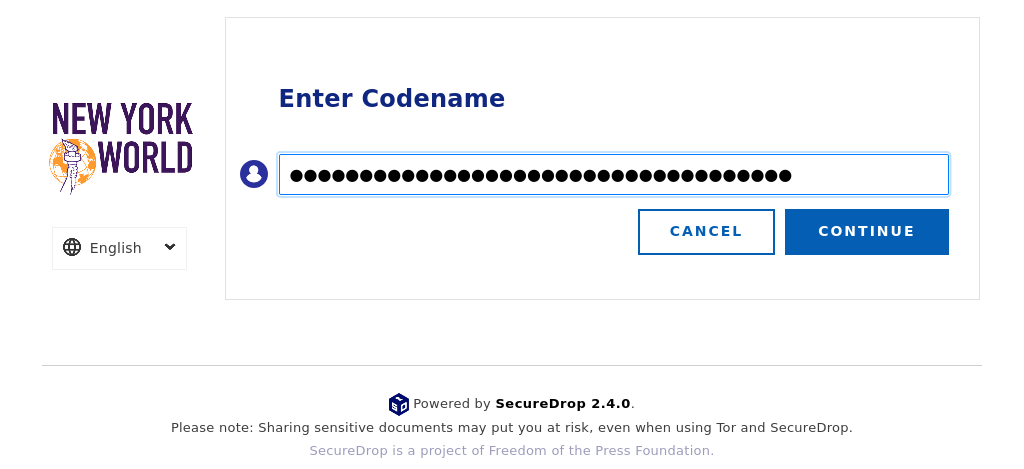 NEW YORK
WORLD
English
Enter Codename
●●●●●●●●●●●●●●●●●●●●●●●●●●●●●●●●●●●●
CANCEL
CONTINUE
Powered by SecureDrop 2.4.0.
Please note: Sharing sensitive documents may put you at risk, even when using Tor and SecureDrop.
SecureDrop is a project of Freedom of the Press Foundation.